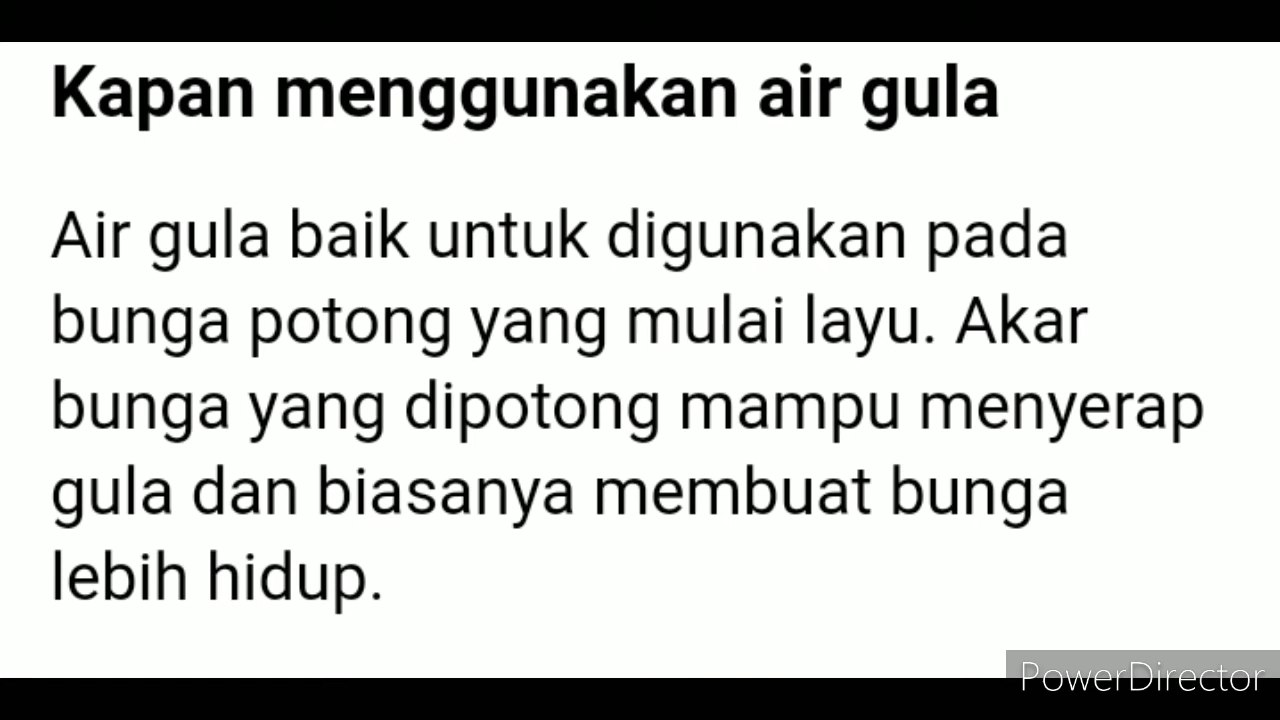 Kapan menggunakan air gula
Air gula baik untuk digunakan pada
bunga potong yang mulai layu. Akar
bunga yang dipotong mampu menyerap
gula dan biasanya membuat bunga
lebih hidup.
PowerDirector